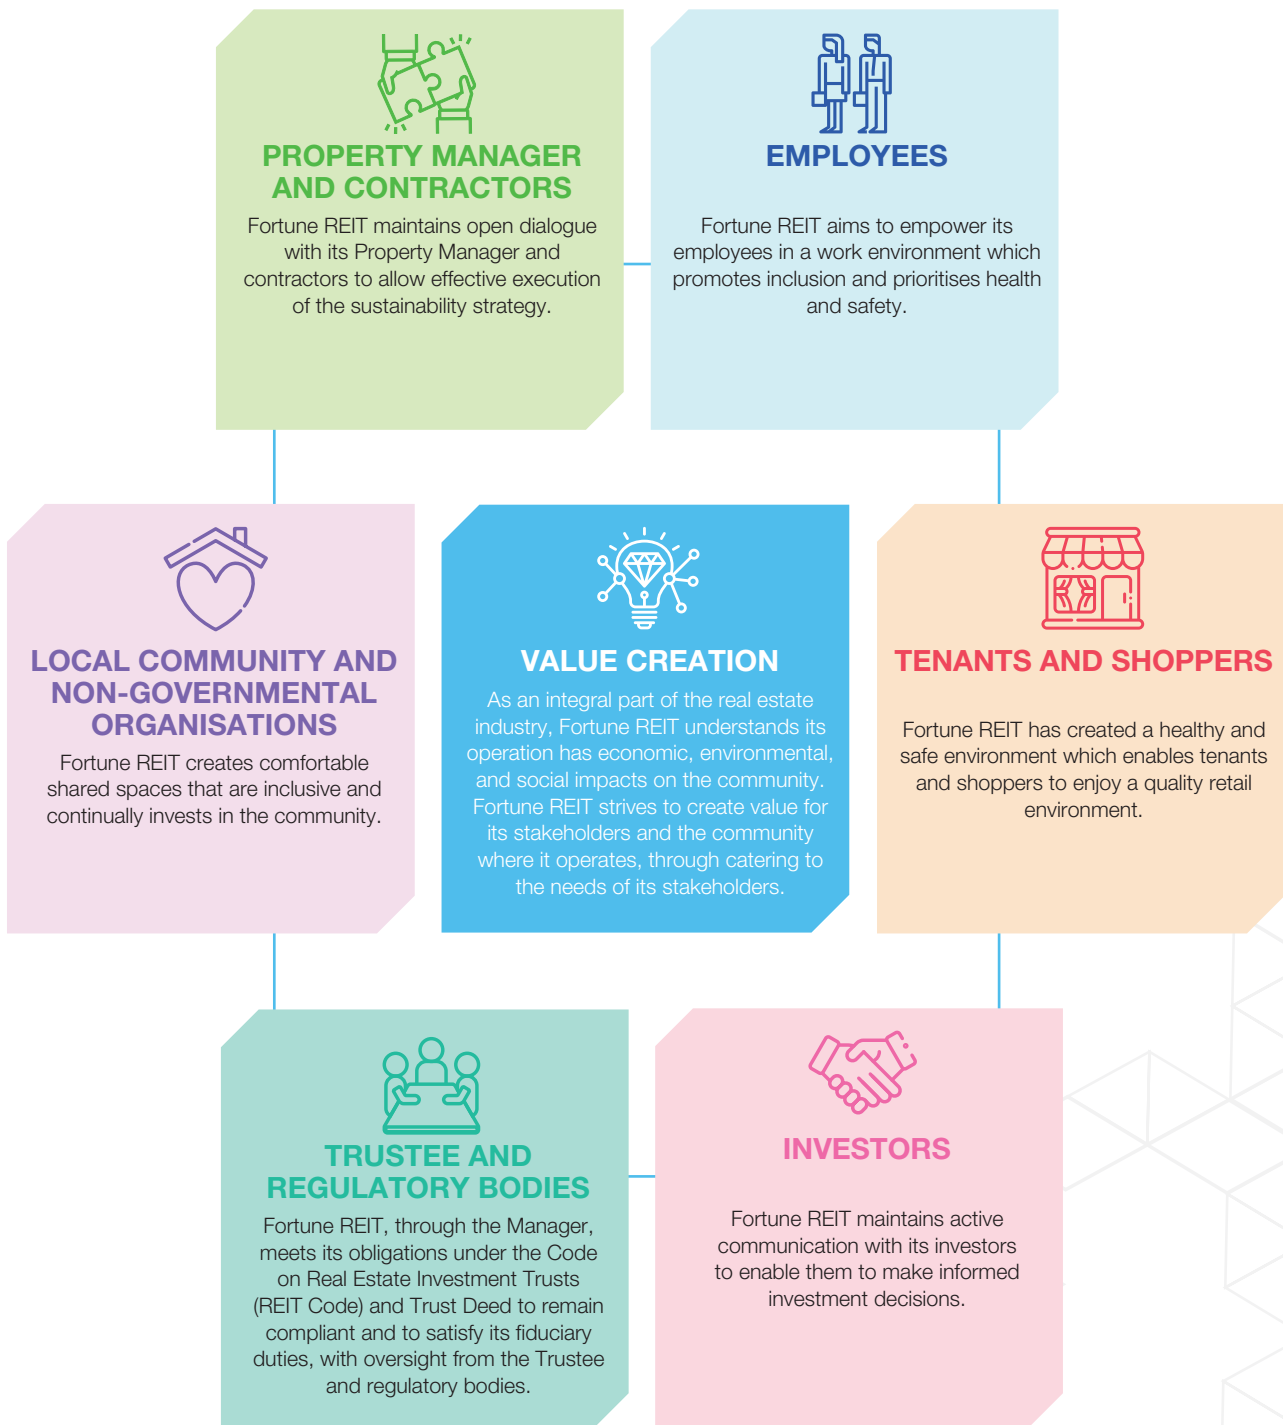 PROPERTY MANAGER
AND CONTRACTORS
Fortune REIT maintains open dialogue
with its Property Manager and
contractors to allow effective execution
of the sustainability strategy.
EMPLOYEES
Fortune REIT aims to empower its
employees in a work environment which
promotes inclusion and prioritises health
and safety.
LOCAL COMMUNITY AND
NON-GOVERNMENTAL
ORGANISATIONS
Fortune REIT creates comfortable
shared spaces that are inclusive and
continually invests in the community.
VALUE CREATION
As an integral part of the real estate
industry, Fortune REIT understands its
operation has economic, environmental,
and social impacts on the community.
Fortune REIT strives to create value for
its stakeholders and the community
where it operates, through catering to
the needs of its stakeholders.
TENANTS AND SHOPPERS
Fortune REIT has created a healthy and
safe environment which enables tenants
and shoppers to enjoy a quality retail
environment.
TRUSTEE AND
REGULATORY BODIES
Fortune REIT, through the Manager,
meets its obligations under the Code
on Real Estate Investment Trusts
(REIT Code) and Trust Deed to remain
compliant and to satisfy its fiduciary
duties, with oversight from the Trustee
and regulatory bodies.
INVESTORS
Fortune REIT maintains active
communication with its investors
to enable them to make informed
investment decisions.